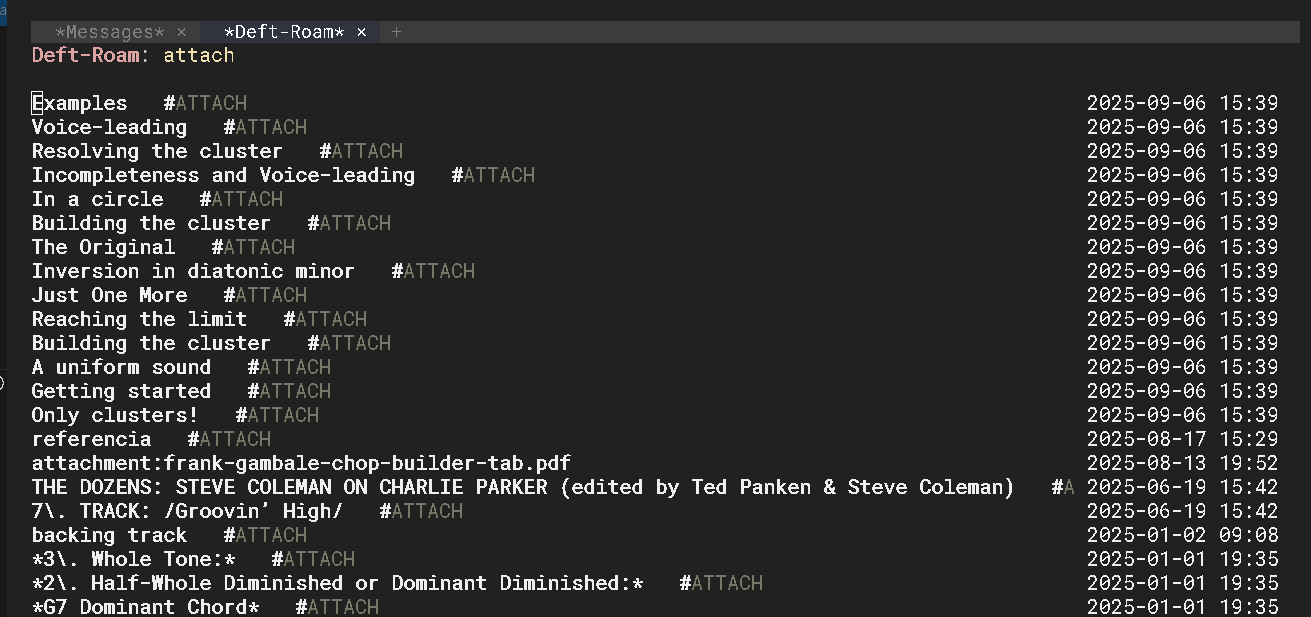 a
*Messages* × *Deft-Roam* × +
Deft-Roam: attach
Examples #ATTACH 2025-09-06 15:39
Voice-leading #ATTACH 2025-09-06 15:39
Resolving the cluster #ATTACH 2025-09-06 15:39
Incompleteness and Voice-leading #ATTACH 2025-09-06 15:39
In a circle #ATTACH 2025-09-06 15:39
Building the cluster #ATTACH 2025-09-06 15:39
The Original #ATTACH 2025-09-06 15:39
Inversion in diatonic minor #ATTACH 2025-09-06 15:39
Just One More #ATTACH 2025-09-06 15:39
Reaching the limit #ATTACH 2025-09-06 15:39
Building the cluster #ATTACH 2025-09-06 15:39
A uniform sound #ATTACH 2025-09-06 15:39
Getting started #ATTACH 2025-09-06 15:39
Only clusters! #ATTACH 2025-09-06 15:39
referencia #ATTACH 2025-08-17 15:29
attachment:frank-gambale-chop-builder-tab.pdf 2025-08-13 19:52
THE DOZENS: STEVE COLEMAN ON CHARLIE PARKER (edited by Ted Panken & Steve Coleman) #A 2025-06-19 15:42
7\. TRACK: /Groovin’ High/ #ATTACH 2025-06-19 15:42
backing track #ATTACH 2025-01-02 09:08
*3\. Whole Tone:* #ATTACH 2025-01-01 19:35
*2\. Half-Whole Diminished or Dominant Diminished:* #ATTACH 2025-01-01 19:35
*G7 Dominant Chord* #ATTACH 2025-01-01 19:35